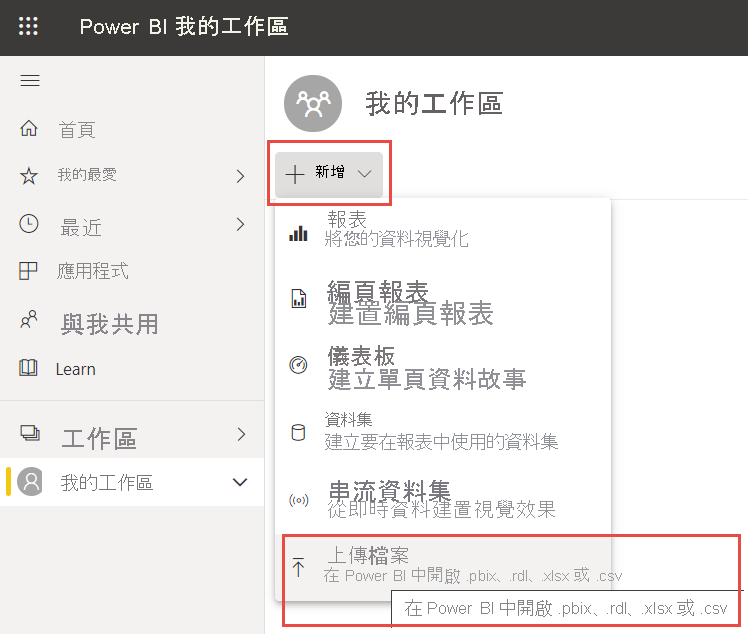 Power BI 我的工作區
首頁
我的最愛
最近
應用程式
與我共用
Learn
工作區
我的工作區
我的工作區
新增
報表
將您的資料視覺化
編頁報表
建置編頁報表
儀表板
建立單頁資料故事
資料集
建立要在報表中使用的資料集
串流資料集
從即時資料建置視覺效果
上傳檔案
在 Power BI 中開啟 .pbix、.rdl、.xlsx 或 .csv
在 Power BI 中開啟 .pbix、.rdl、.xlsx 或 .csv